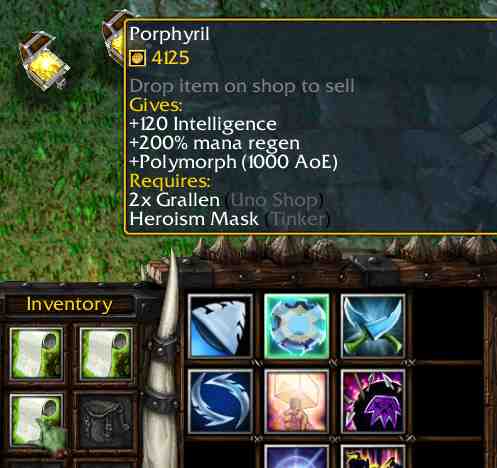 Porphyril
4125
Drop item on shop to sell
Gives:
+120 Intelligence
+200% mana regen
+Polymorph (1000 AoE)
Requires:
2x Grallen (Uno Shop)
Heroism Mask (Tinker)
Inventory